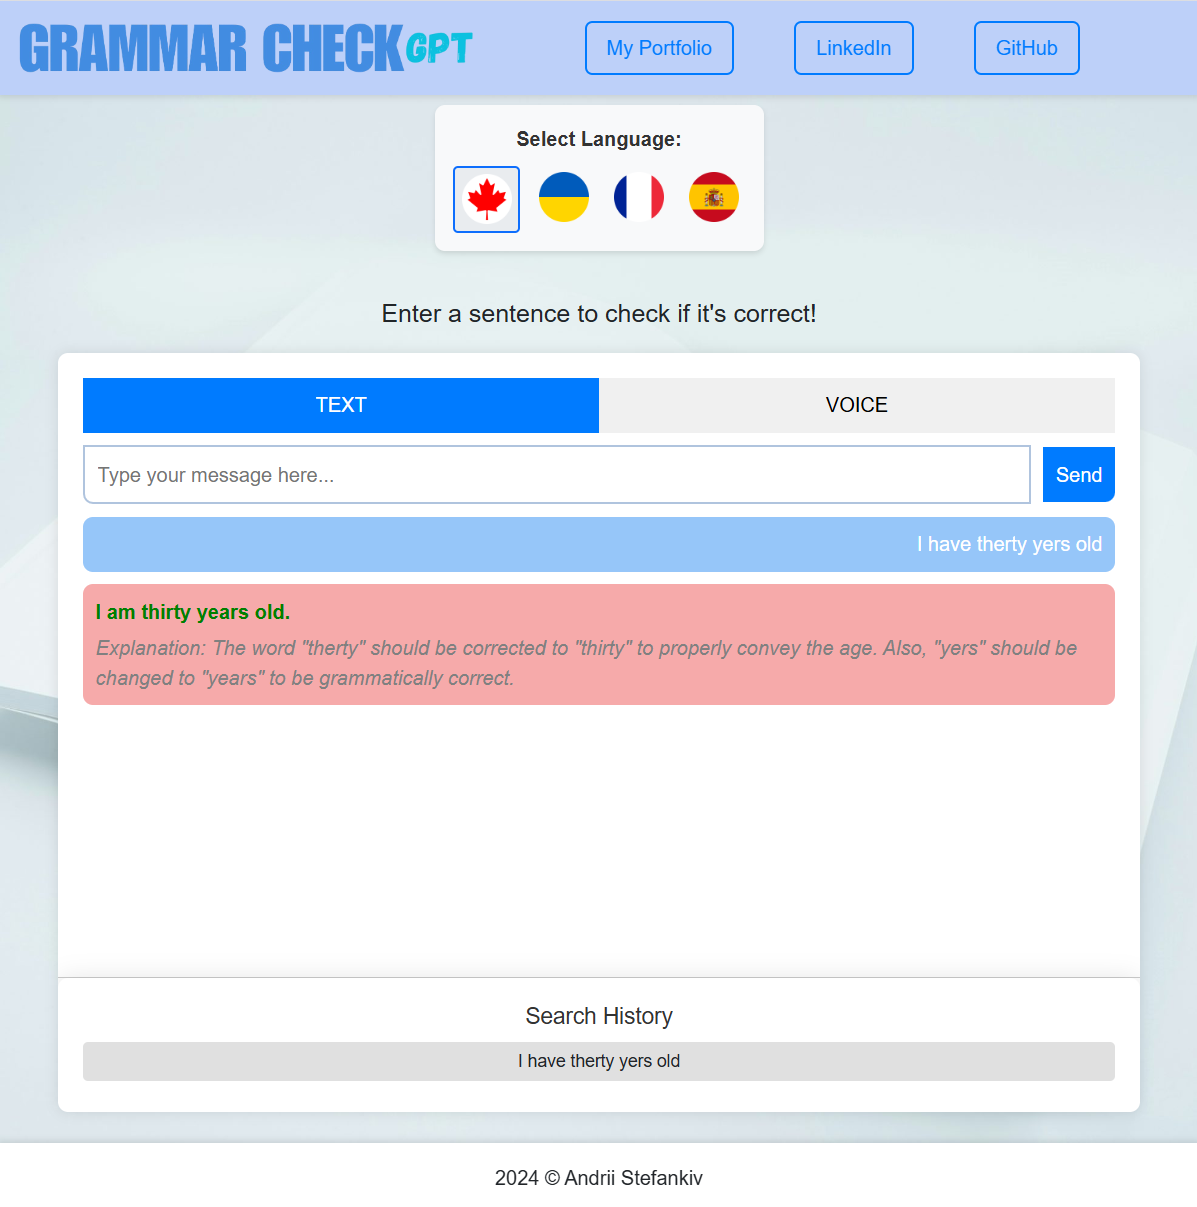 GRAMMAR CHECKGPT
My Portfolio
LinkedIn
GitHub
Select Language:
Enter a sentence to check if it's correct!
TEXT
VOICE
Type your message here...
Send
I have therty yers old
I am thirty years old.
Explanation: The word "therty" should be corrected to "thirty" to properly convey the age. Also, "yers" should be
changed to "years" to be grammatically correct.
Search History
I have therty yers old
2024 © Andrii Stefankiv